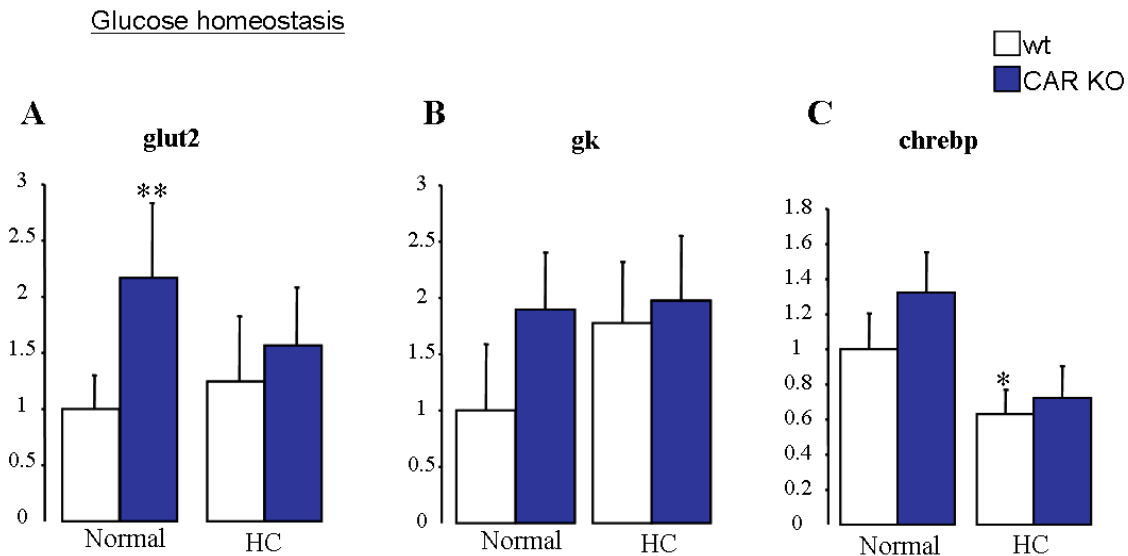 Glucose homeostasis
wt
CAR KO
A
glut2
3
2.5
2
1.5
1
0.5
0
**
Normal
HC
B
gk
3
2.5
2
1.5
1
0.5
0
Normal
HC
C
chrebp
1.8
1.6
1.4
1.2
1
0.8
0.6
0.4
0.2
0
*
Normal
HC